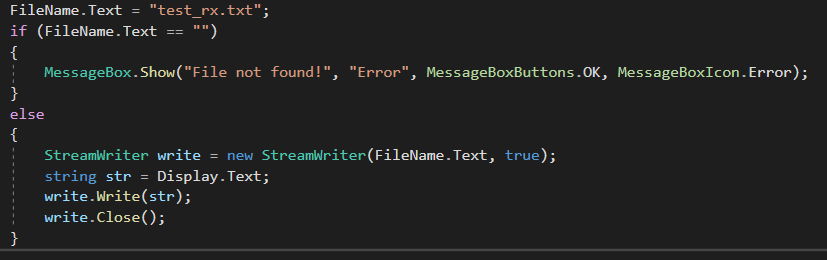 FileName.Text = "test_rx.txt";
if (FileName.Text == "")
{
MessageBox.Show("File not found!", "Error", MessageBoxButtons.OK, MessageBoxIcon.Error);
}
else
{
StreamWriter write = new StreamWriter(FileName.Text, true);
string str = Display.Text;
write.Write(str);
write.Close();
}